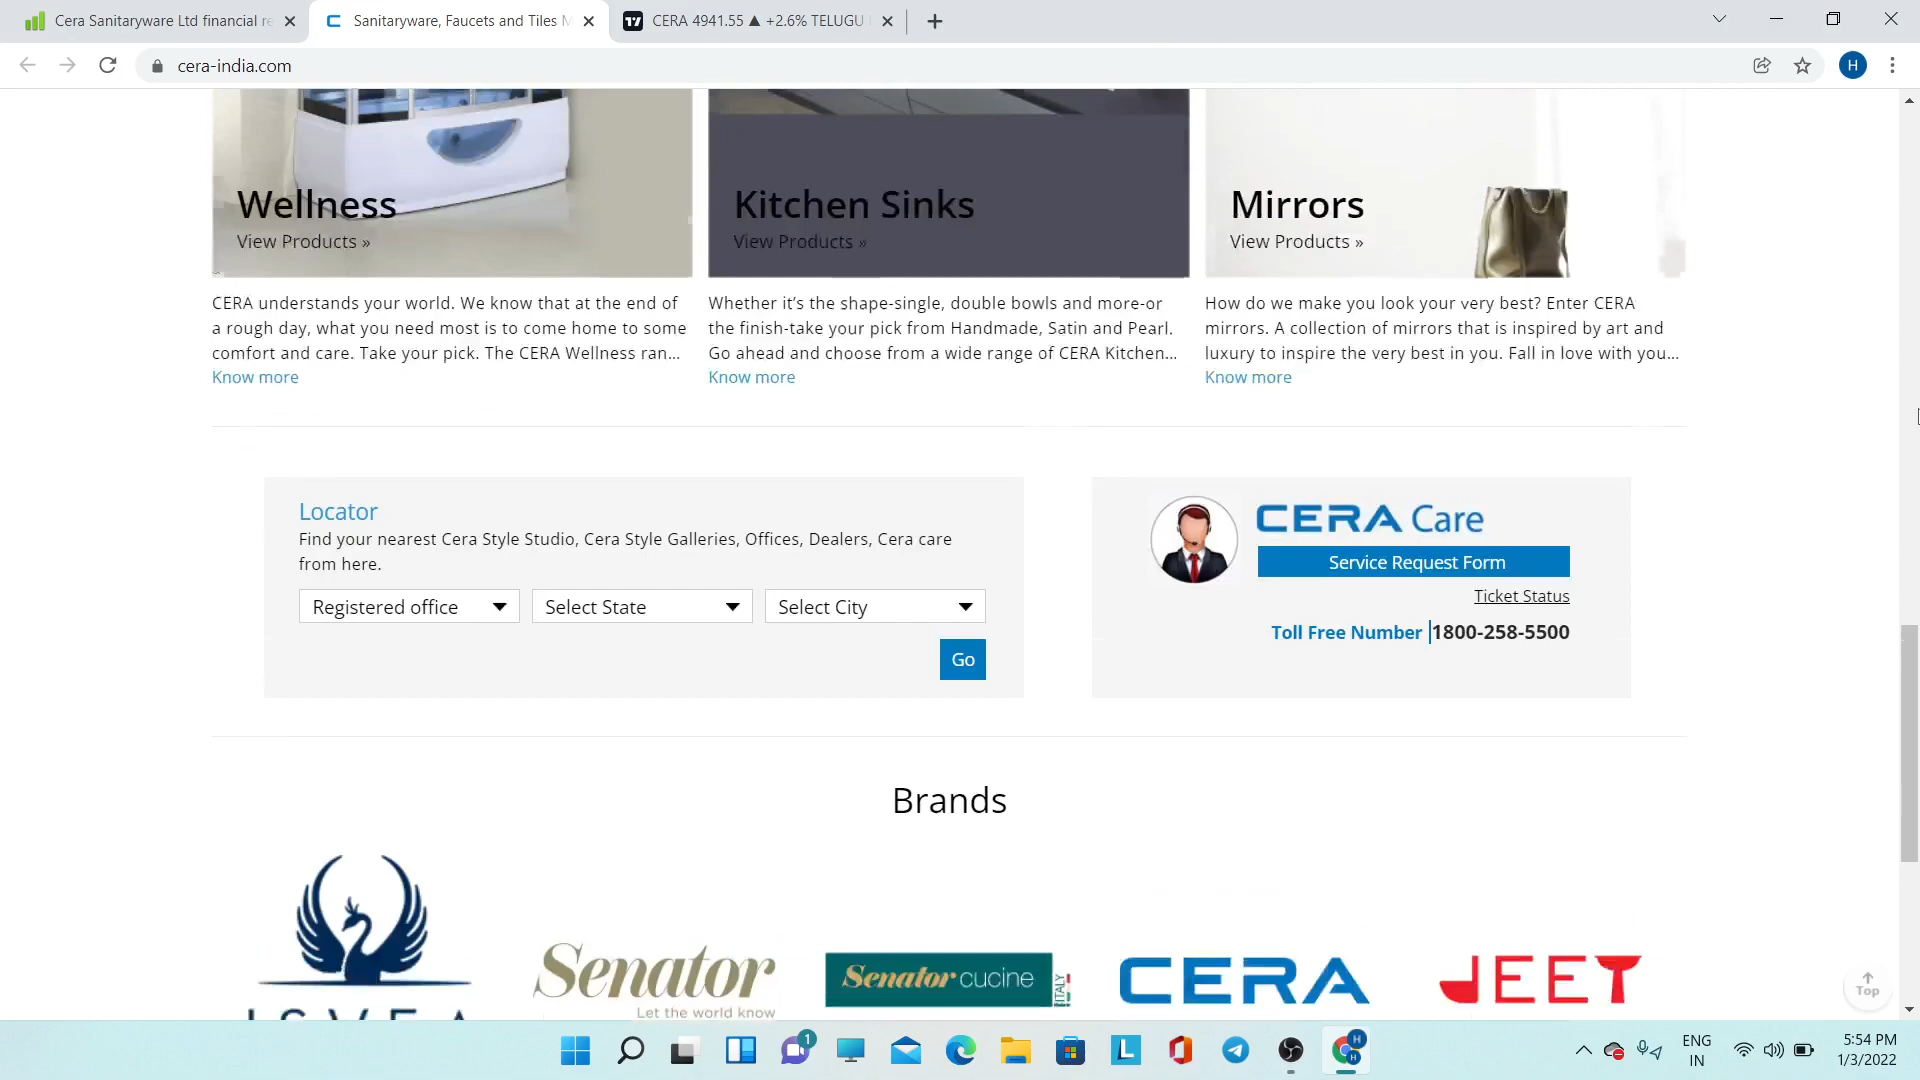 Cera Sanitaryware Ltd financial re
Sanitaryware, Faucets and Tiles M
CERA 4941.55 ▲ +2.6% TELUGU
cera-india.com
H
Wellness
View Products »
Kitchen Sinks
View Products »
Mirrors
View Products »
CERA understands your world. We know that at the end of
a rough day, what you need most is to come home to some
comfort and care. Take your pick. The CERA Wellness ran...
Know more
Whether it’s the shape-single, double bowls and more-or
the finish-take your pick from Handmade, Satin and Pearl.
Go ahead and choose from a wide range of CERA Kitchen...
Know more
How do we make you look your very best? Enter CERA
mirrors. A collection of mirrors that is inspired by art and
luxury to inspire the very best in you. Fall in love with you...
Know more
Locator
Find your nearest Cera Style Studio, Cera Style Galleries, Offices, Dealers, Cera care
from here.
Registered office
Select State
Select City
Go
CERA Care
Service Request Form
Ticket Status
Toll Free Number 1800-258-5500
Brands
ISVEA
Senator
Let the world know
Senator cucine
ITALY
CERA
JEET
Top
1
L
H
H
ENG
IN
5:54 PM
1/3/2022